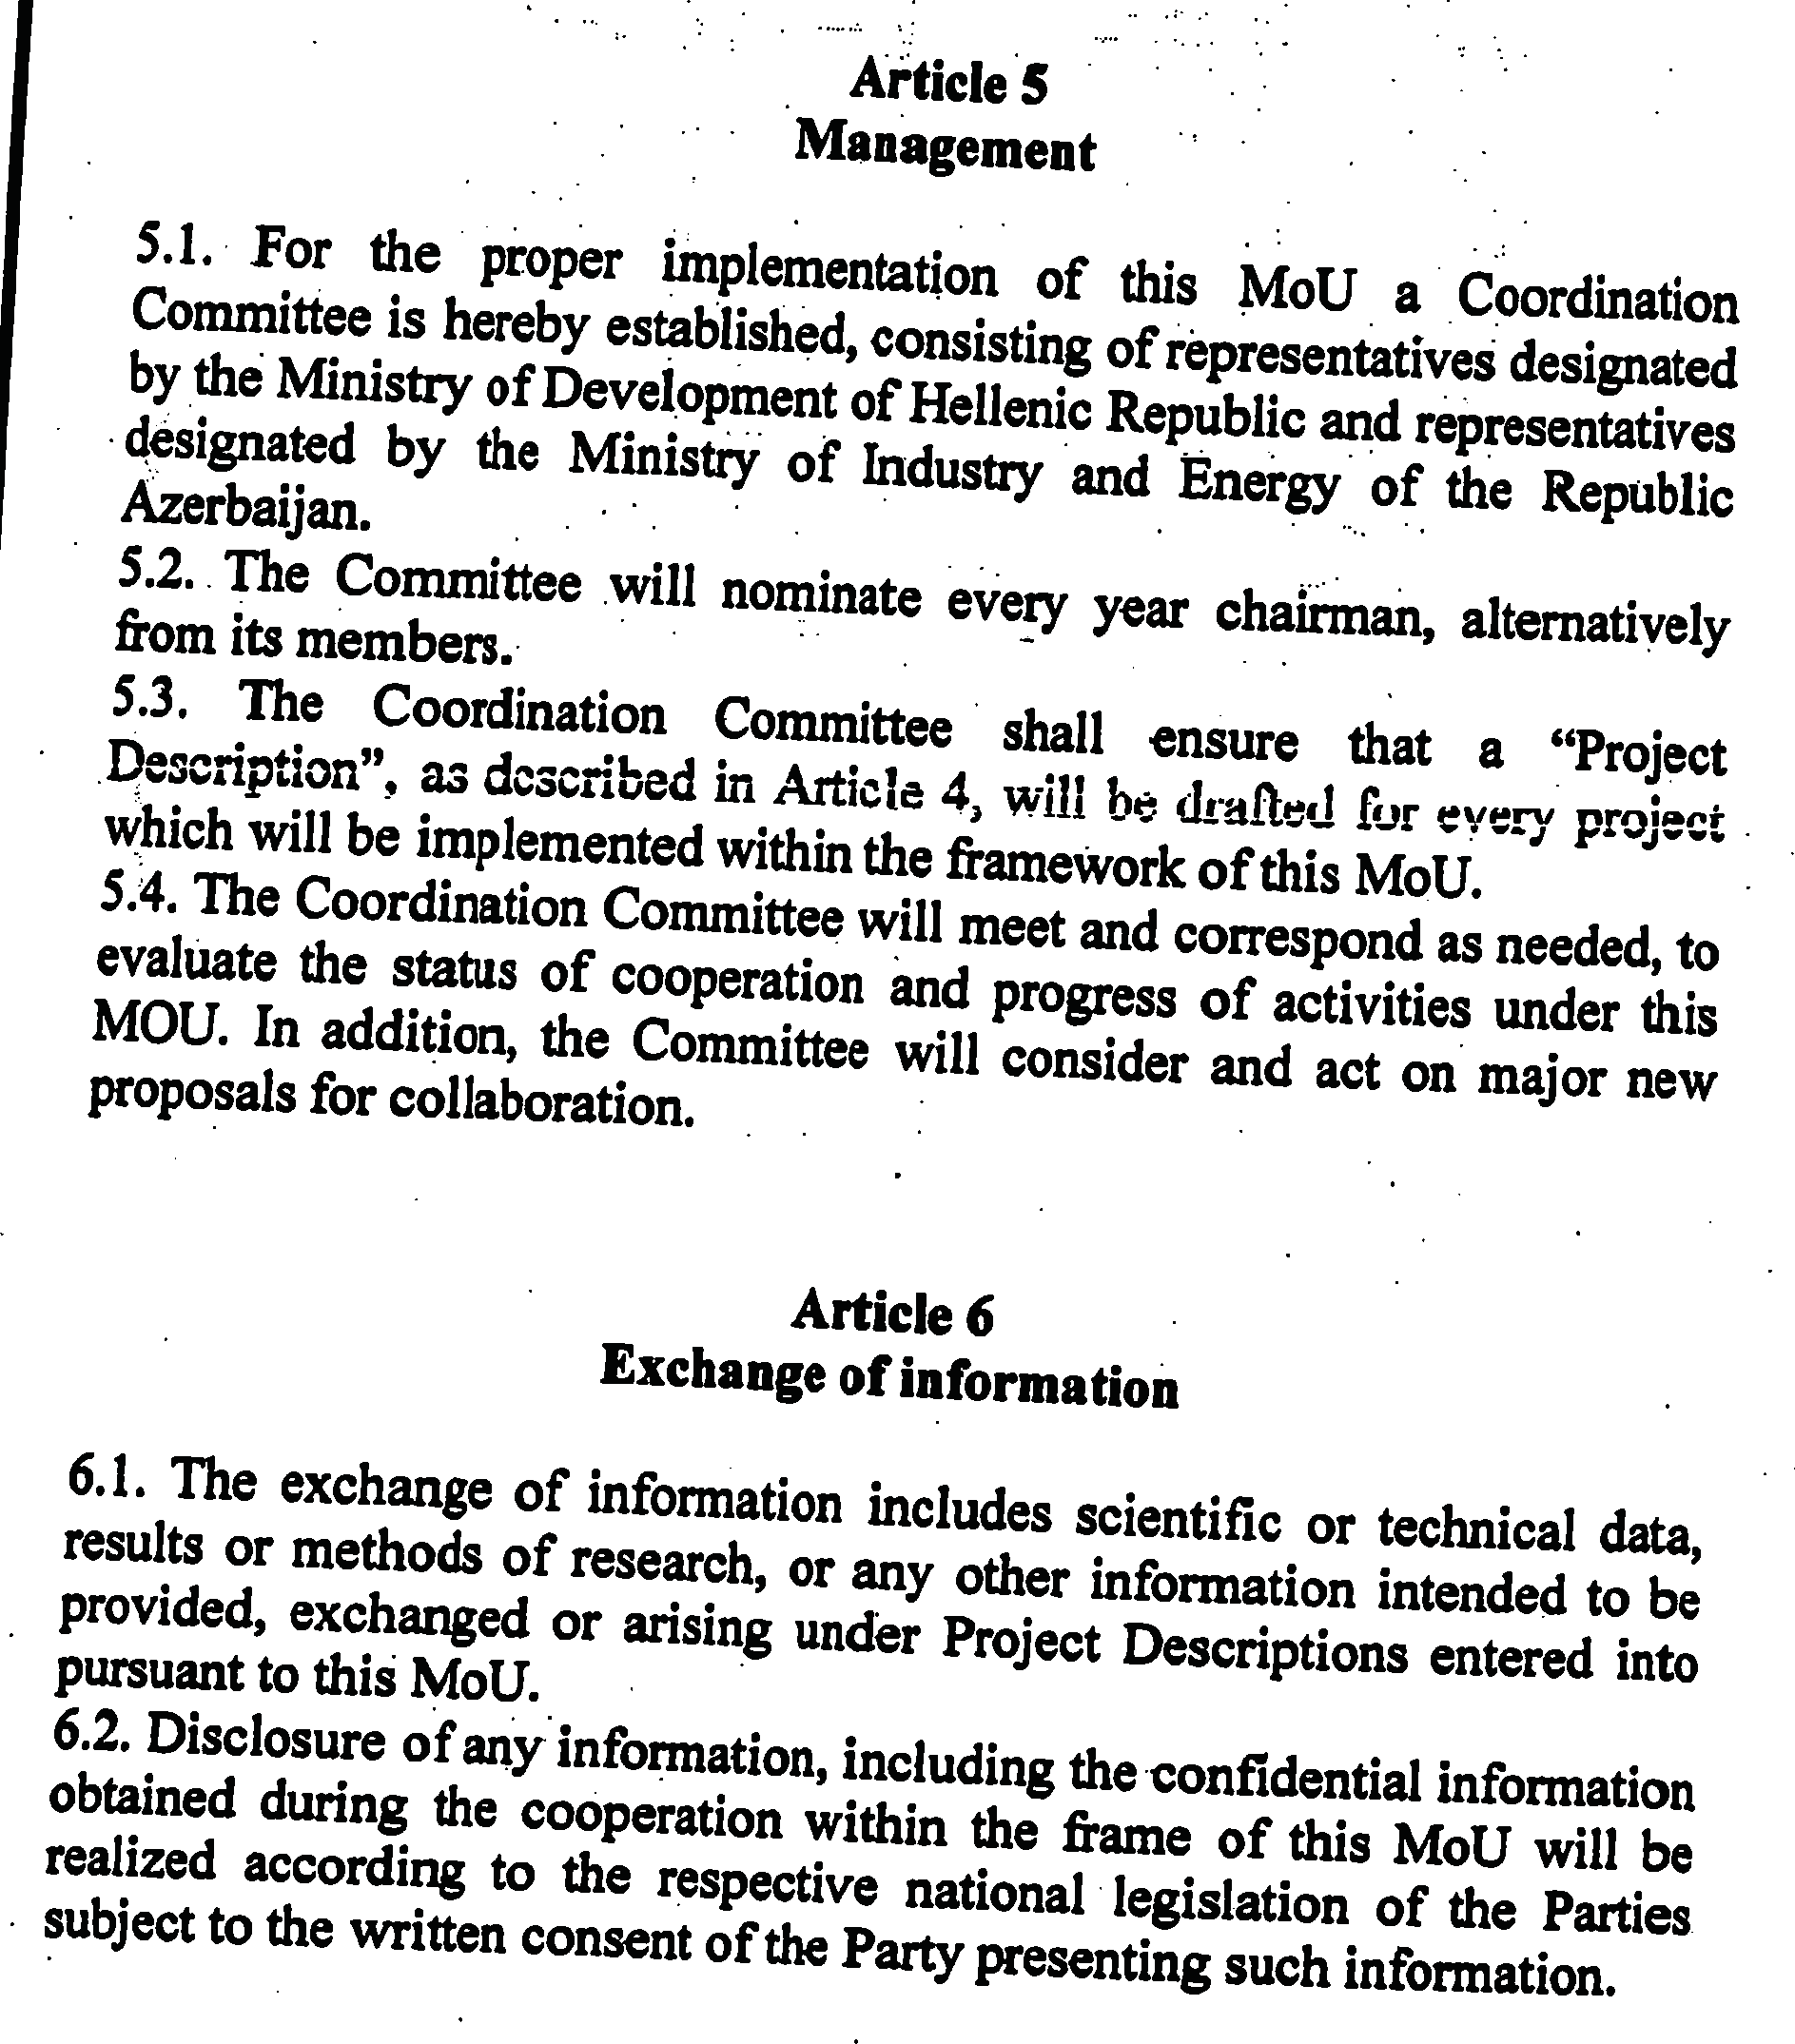 Article 5
Management
5.1. For the proper implementation of this MoU a Coordination
Committee is hereby established, consisting of representatives designated
by the Ministry of Development of Hellenic Republic and representatives
designated by the Ministry of Industry and Energy of the Republic
Azerbaijan.
5.2. The Committee will nominate every year chairman, alternatively
from its members.
5.3. The Coordination Committee shall ensure that a “Project
Description”, as described in Article 4, will be drafted for every project
which will be implemented within the framework of this MoU.
5.4. The Coordination Committee will meet and correspond as needed, to
evaluate the status of cooperation and progress of activities under this
MOU. In addition, the Committee will consider and act on major new
proposals for collaboration.
Article 6
Exchange of information
6.1. The exchange of information includes scientific or technical data,
results or methods of research, or any other information intended to be
provided, exchanged or arising under Project Descriptions entered into
pursuant to this MoU.
6.2. Disclosure of any information, including the confidential information
obtained during the cooperation within the frame of this MoU will be
realized according to the respective national legislation of the Parties
subject to the written consent of the Party presenting such information.